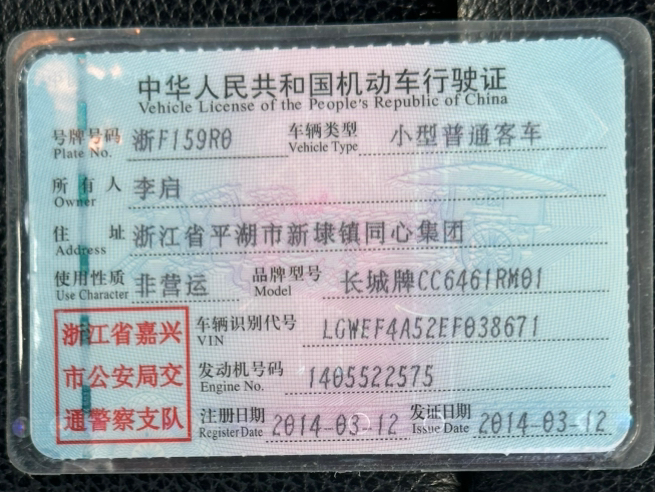 中华人民共和国机动车行驶证
Vehicle License of the People's Republic of China
号牌号码 浙F159R0 车辆类型 小型普通客车
Plate No. Vehicle Type
所有人 李启
Owner
住址 浙江省平湖市新埭镇同心集团
Address
使用性质 非营运 品牌型号 长城牌CC6461RM01
Use Character Model
浙江省嘉兴
市公安局交
通警察支队
车辆识别代号 LGWEF4A52EF038671
VIN
发动机号码 1405522575
Engine No.
注册日期 2014-03-12 发证日期 2014-03-12
Register Date Issue Date